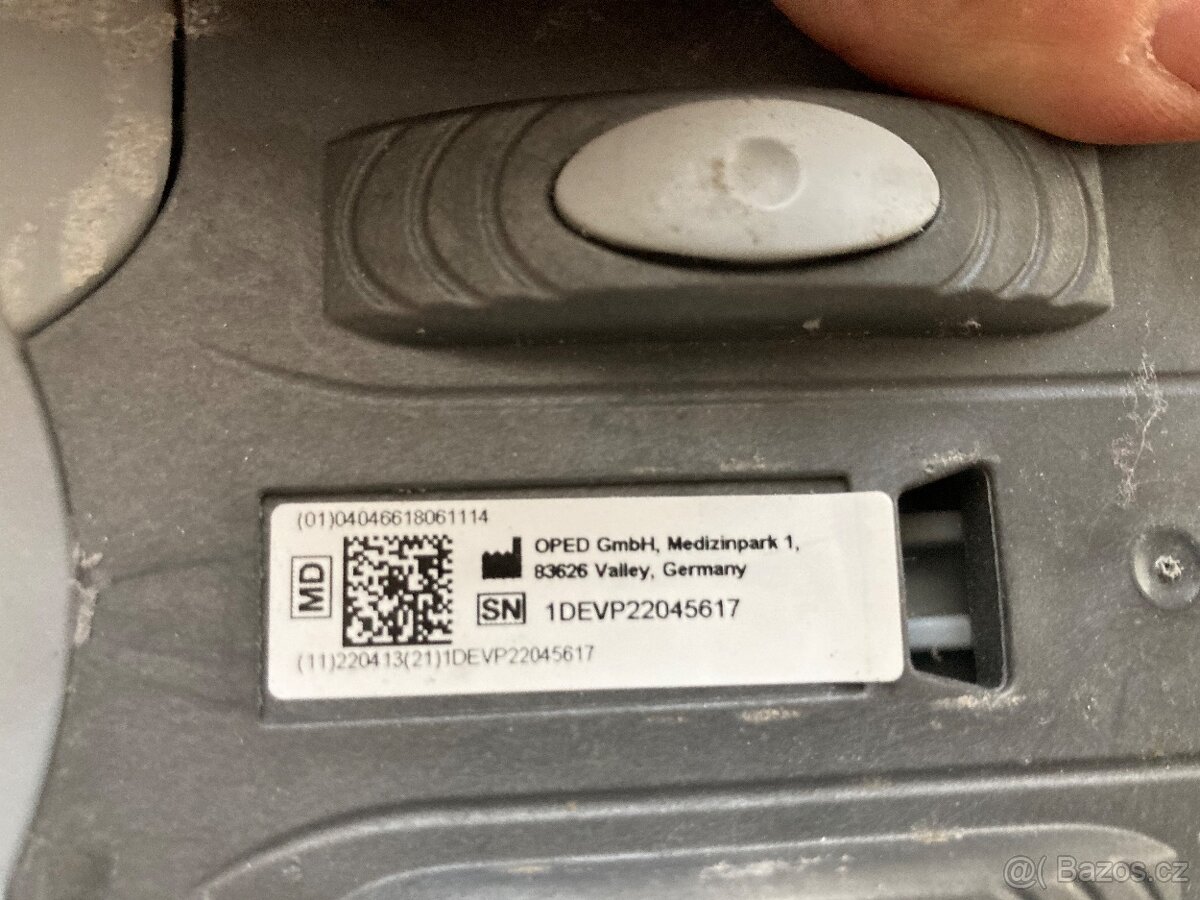 (01)04046618061114
MD
OPED GmbH, Medizinpark 1,
83626 Valley, Germany
SN 1DEVP22045617
(11)220413(21)1DEVP22045617
@( Bazos.cz